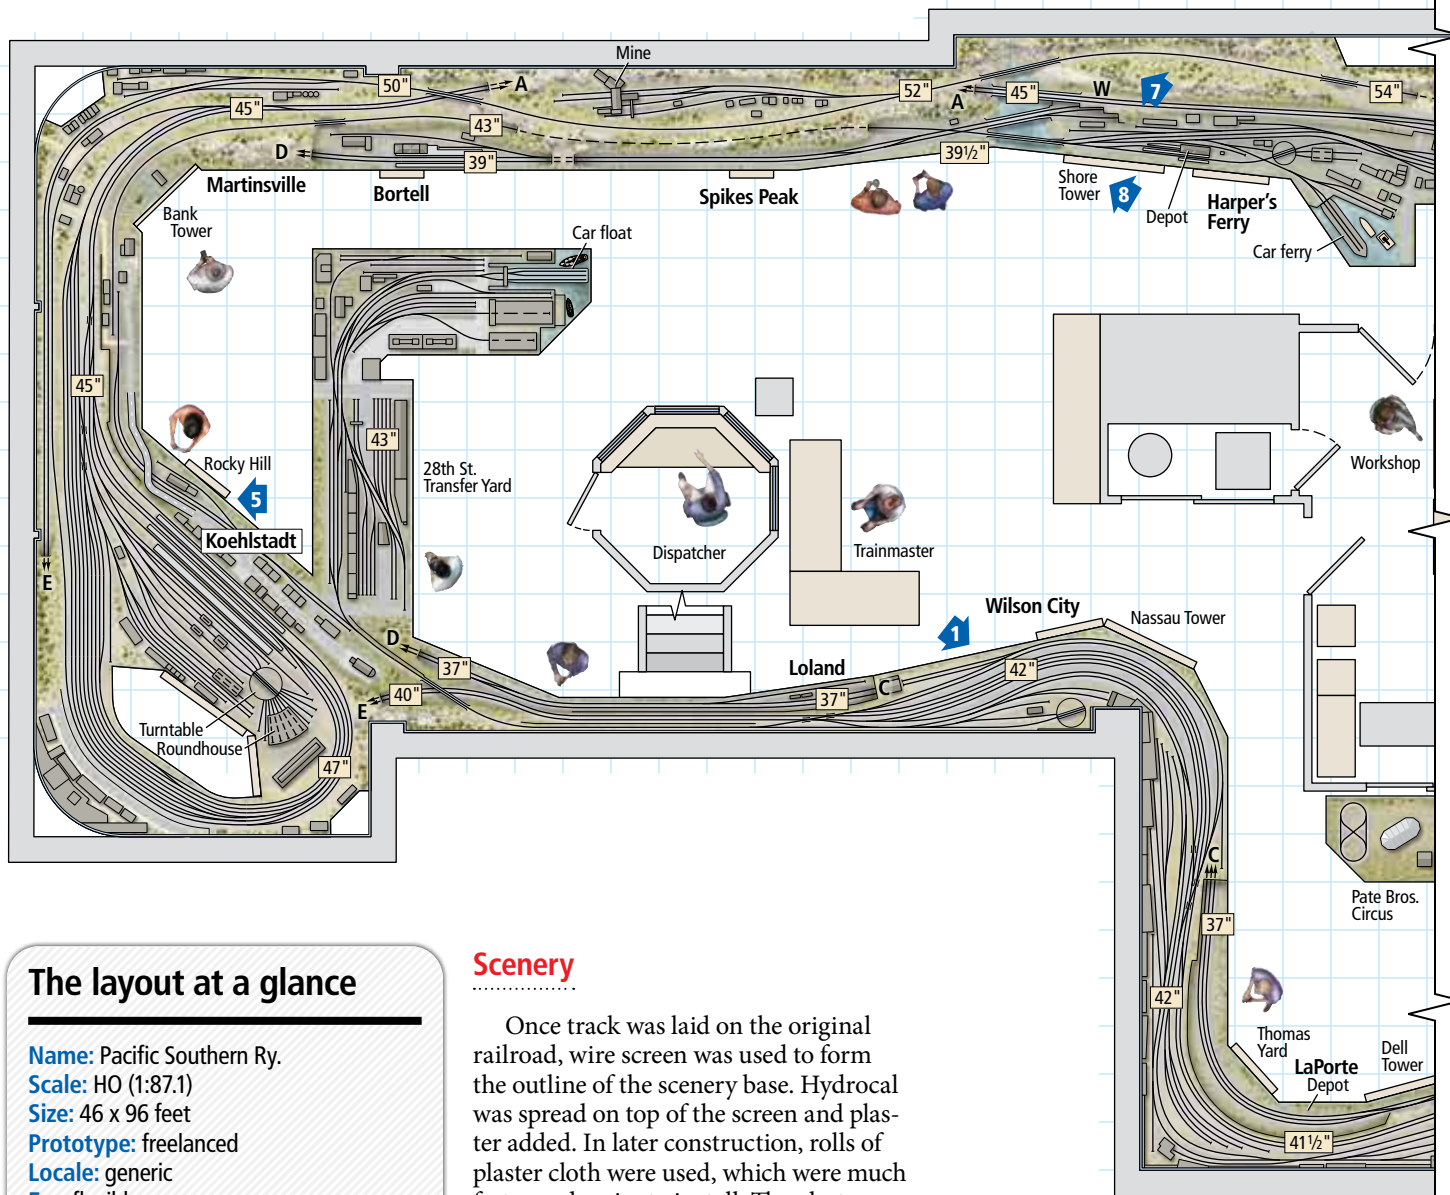 Mine
50"
A
45"
43"
D
39"
52"
A
45"
W
7
54"
39½"
Martinsville
Bortell
Spikes Peak
Shore
Tower
8
Depot
Harper's
Ferry
Car ferry
Bank
Tower
Car float
45"
43"
Rocky Hill
5
Koehlstadt
28th St.
Transfer Yard
Dispatcher
Trainmaster
Workshop
E
D
37"
40"
E
Turntable
Roundhouse
47"
Loland
37"
C
1
Wilson City
Nassau Tower
42"
C
37"
42"
Pate Bros.
Circus
Thomas
Yard
LaPorte
Depot
Dell
Tower
41½"
The layout at a glance
Name: Pacific Southern Ry.
Scale: HO (1:87.1)
Size: 46 x 96 feet
Prototype: freelanced
Locale: generic
Scenery
Once track was laid on the original
railroad, wire screen was used to form
the outline of the scenery base. Hydrocal
was spread on top of the screen and plas-
ter added. In later construction, rolls of
plaster cloth were used, which were much